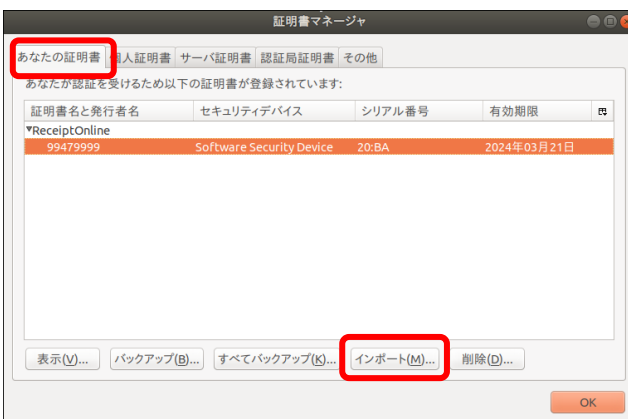 証明書マネージャ
あなたの証明書 個人証明書 サーバ証明書 認証局証明書 その他
あなたが認証を受けるため以下の証明書が登録されています:
証明書名と発行者名 セキュリティデバイス シリアル番号 有効期限
▼ReceiptOnline
99479999 Software Security Device 20:BA 2024年03月21日
表示(V)... バックアップ(B)... すべてバックアップ(K)... インポート(M)... 削除(D)...
OK